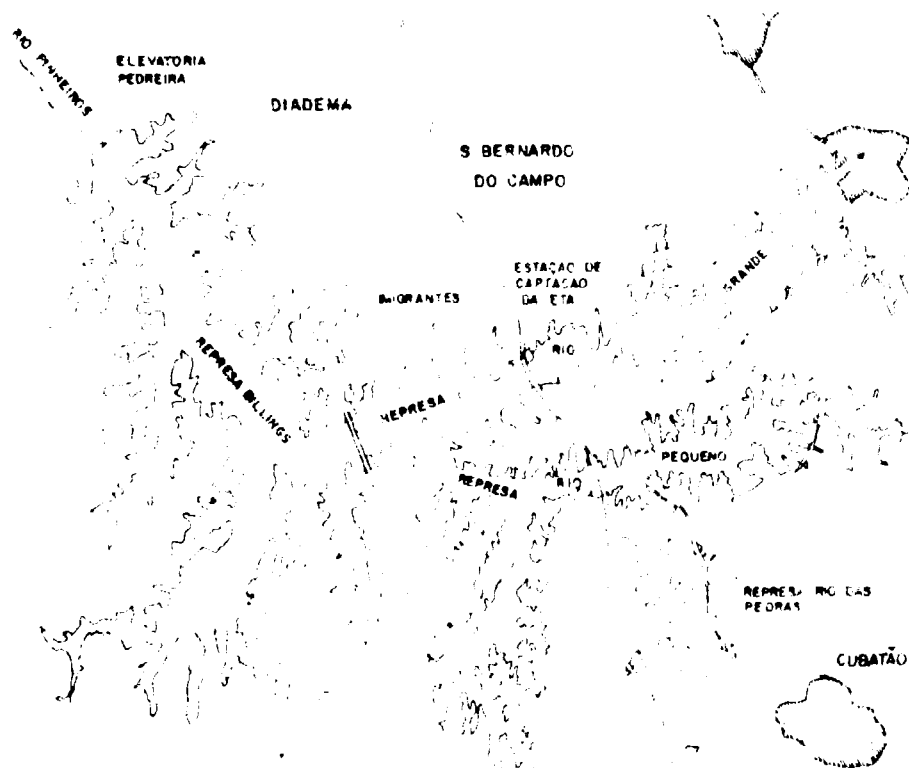 RIO PINHEIROS
ELEVATORIA
PEDREIRA
DIADEMA
S BERNARDO
DO CAMPO
ESTAÇÃO DE
CAPTAÇÃO
DA ETA
IMIGRANTES
GRANDE
RIO
REPRESA BILLINGS
REPRESA
PEQUENO
RIO
REPRESA
REPRESA RIO DAS
PEDRAS
CUBATÃO